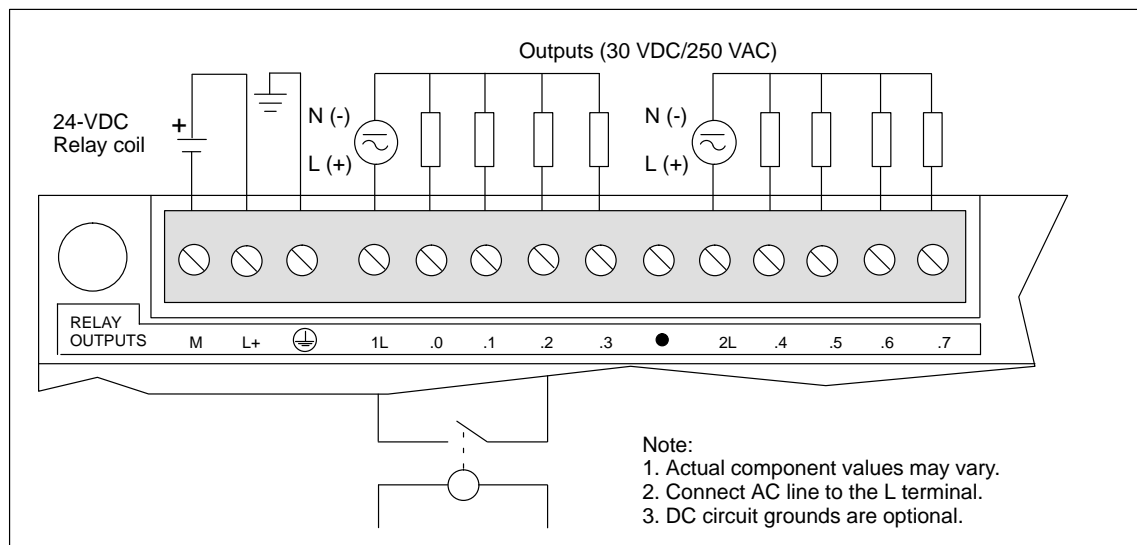 Outputs (30 VDC/250 VAC)
24-VDC
Relay coil
+
N (-)
L (+)
N (-)
L (+)
RELAY
OUTPUTS
M L+ 1L .0 .1 .2 .3 2L .4 .5 .6 .7
Note:
1. Actual component values may vary.
2. Connect AC line to the L terminal.
3. DC circuit grounds are optional.